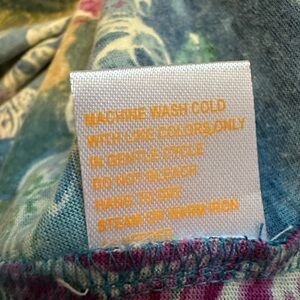 MACHINE WASH COLD
WITH LIKE COLORS ONLY
IN GENTLE CYCLE
DO NOT BLEACH
HANG TO DRY
STEAM OR WARM IRON